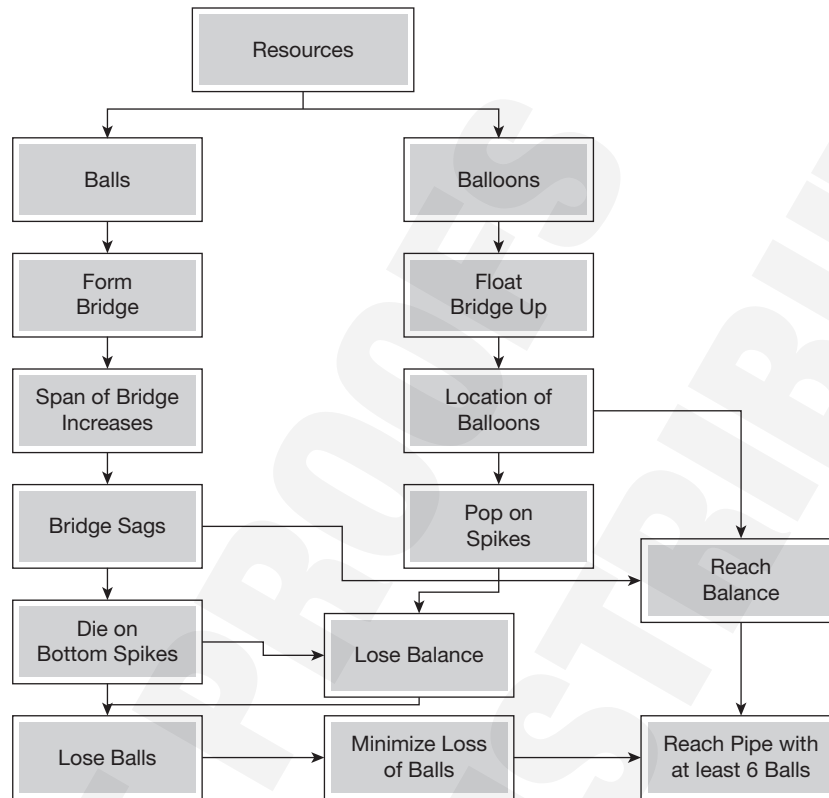 Resources
Balls
Balloons
Form
Bridge
Float
Bridge Up
Span of Bridge
Increases
Location of
Balloons
Bridge Sags
Pop on
Spikes
Reach
Balance
Die on
Bottom Spikes
Lose Balance
Lose Balls
Minimize Loss
of Balls
Reach Pipe with
at least 6 Balls
PROOFS